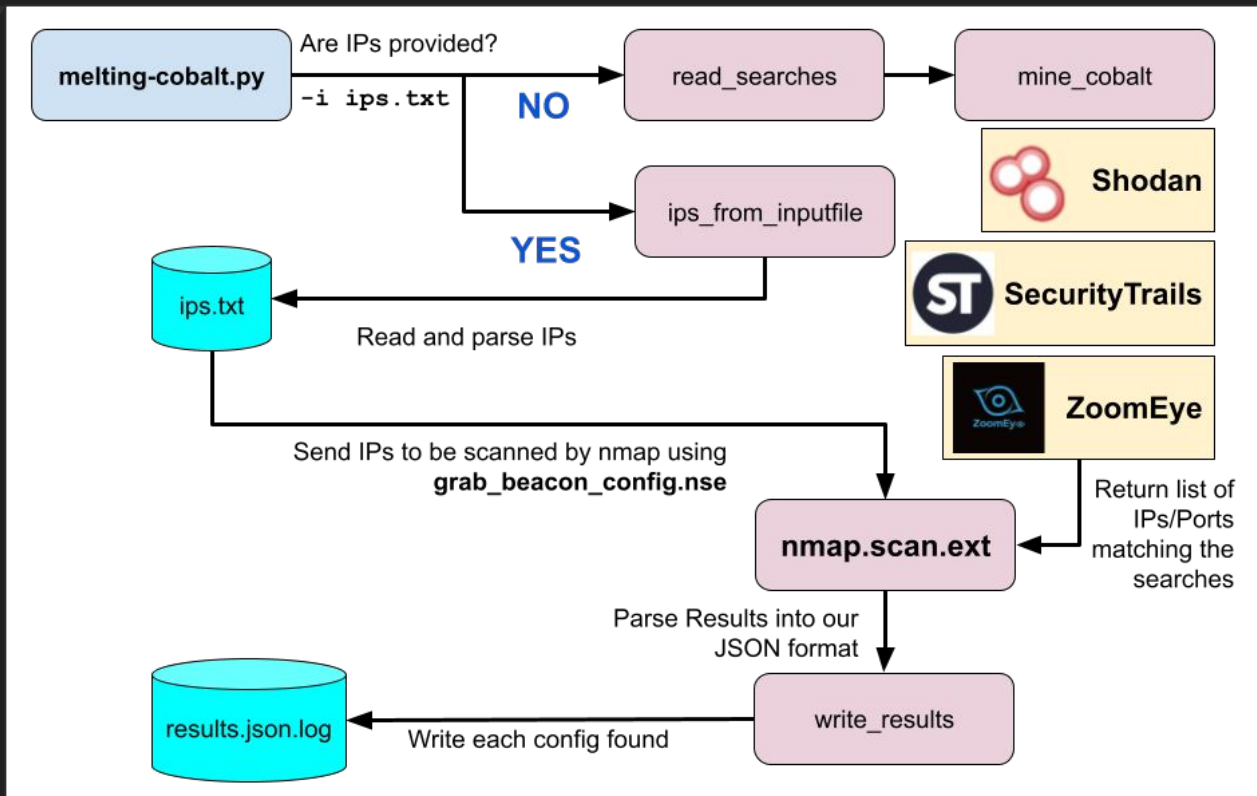 Are IPs provided?
melting-cobalt.py
-i ips.txt
NO
read_searches
mine_cobalt
Shodan
ips_from_inputfile
YES
ST
SecurityTrails
ips.txt
Read and parse IPs
ZoomEye
ZoomEye
Send IPs to be scanned by nmap using
grab_beacon_config.nse
Return list of
IPs/Ports
matching the
searches
nmap.scan.ext
Parse Results into our
JSON format
write_results
results.json.log
Write each config found